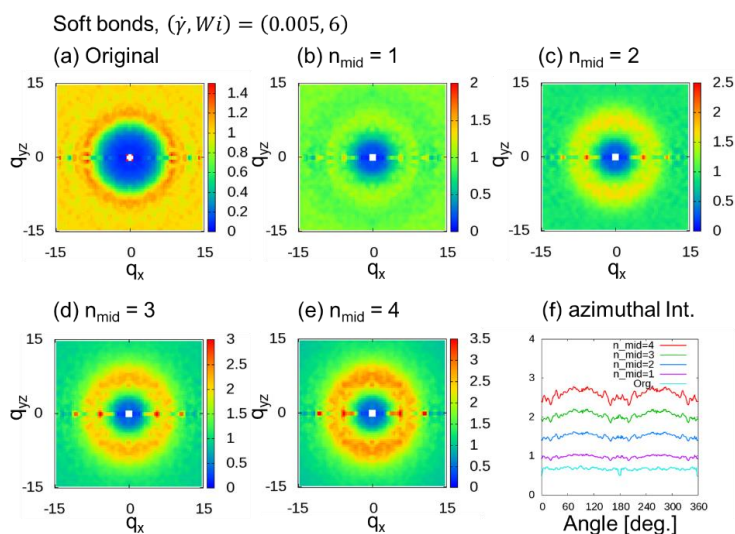 Soft bonds, (γ̇, Wi) = (0.005, 6)
(a) Original
(b) n_mid = 1
(c) n_mid = 2
15
0
-15
q_yz
-15
0
15
q_x
1.4
1.2
1
0.8
0.6
0.4
0.2
0
15
0
-15
q_yz
-15
0
15
q_x
2
1.5
1
0.5
0
15
0
-15
q_yz
-15
0
15
q_x
2.5
2
1.5
1
0.5
0
(d) n_mid = 3
(e) n_mid = 4
(f) azimuthal Int.
15
0
-15
q_yz
-15
0
15
q_x
3
2.5
2
1.5
1
0.5
0
15
0
-15
q_yz
-15
0
15
q_x
3.5
3
2.5
2
1.5
1
0.5
0
4
3
2
1
0
n_mid=4
n_mid=3
n_mid=2
n_mid=1
Org.
0 60 120 180 240 300 360
Angle [deg.]